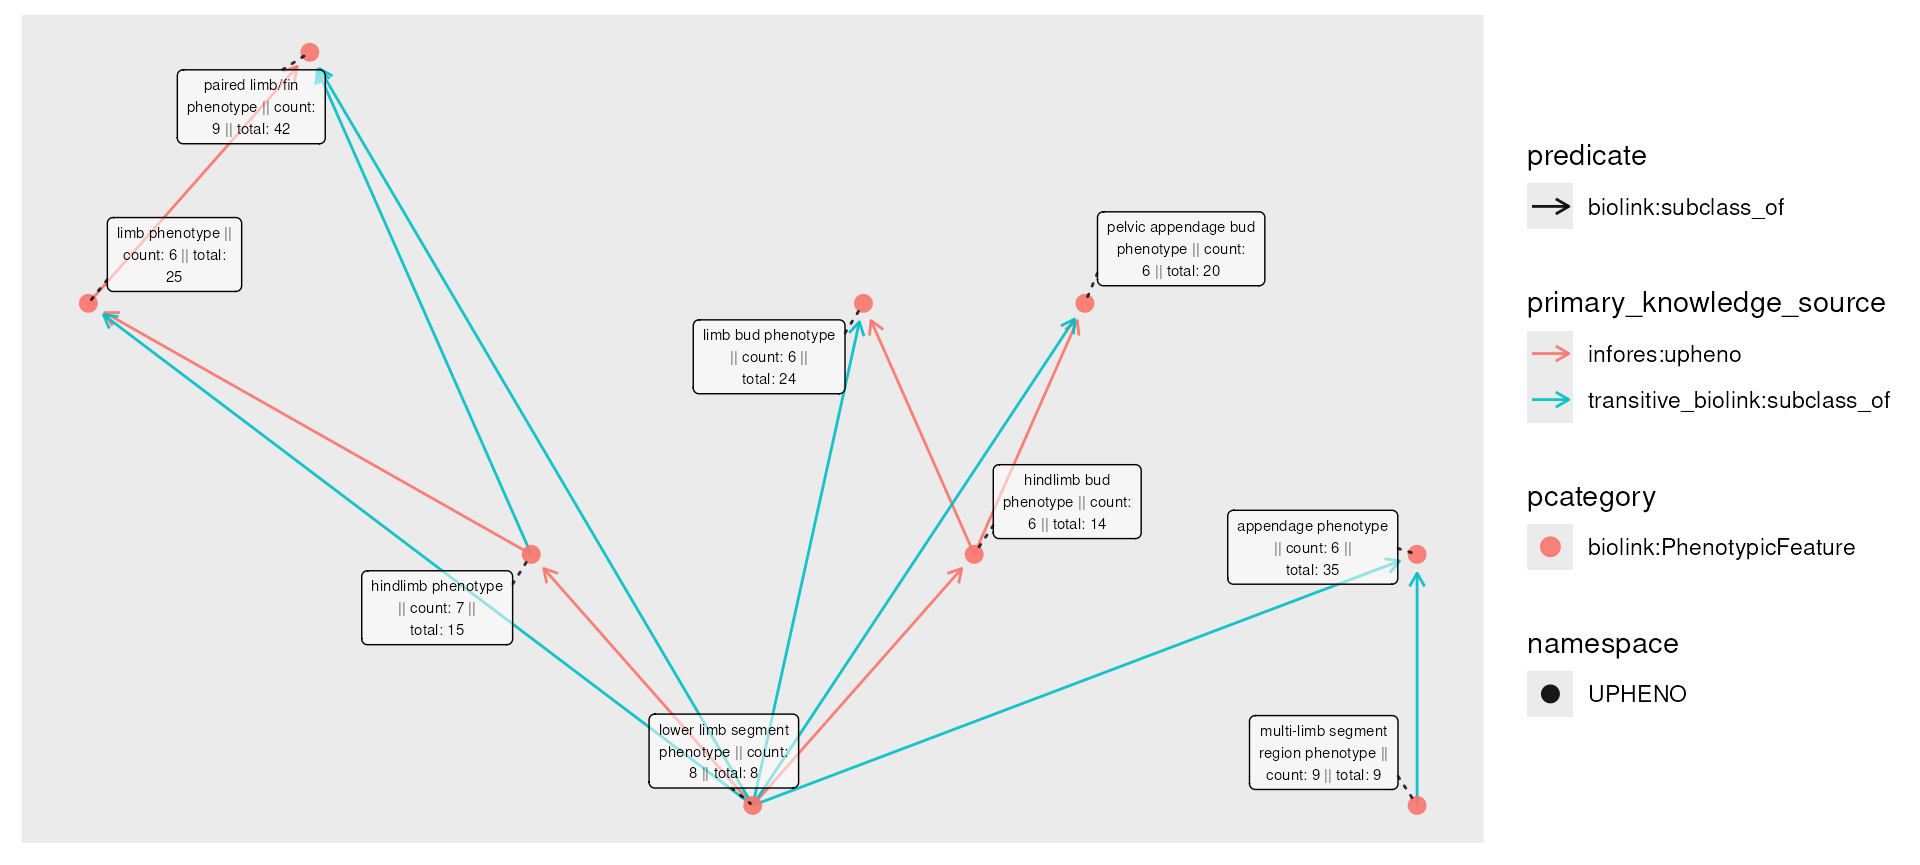 paired limb/fin
phenotype || count:
9 || total: 42
limb phenotype ||
count: 6 || total:
25
pelvic appendage bud
phenotype || count:
6 || total: 20
limb bud phenotype
|| count: 6 ||
total: 24
hindlimb bud
phenotype || count:
6 || total: 14
appendage phenotype
|| count: 6 ||
total: 35
hindlimb phenotype
|| count: 7 ||
total: 15
lower limb segment
phenotype || count:
8 || total: 8
multi-limb segment
region phenotype ||
count: 9 || total: 9
predicate
biolink:subclass_of
primary_knowledge_source
infores:upheno
transitive_biolink:subclass_of
pcategory
biolink:PhenotypicFeature
namespace
UPHENO